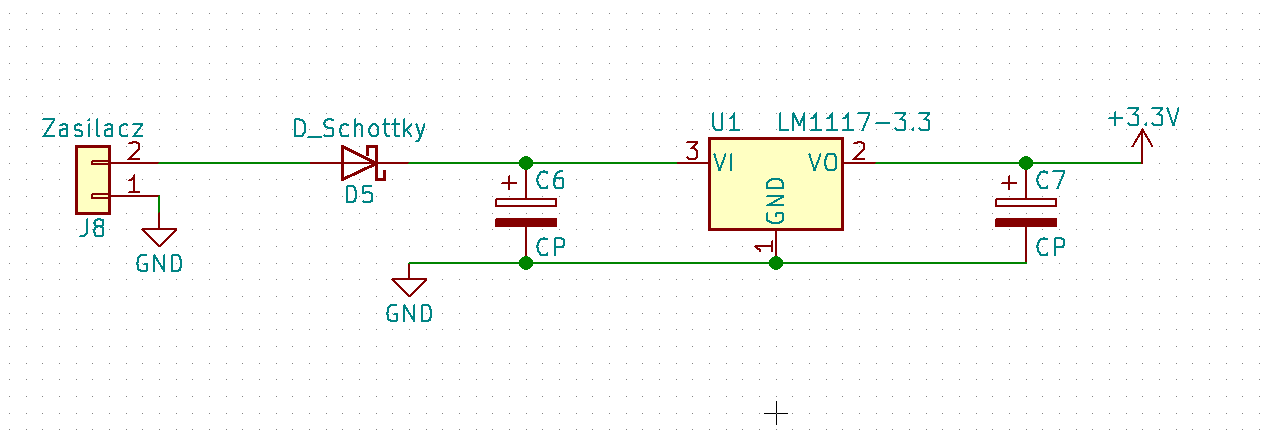 Zasilacz
2
1
J8
GND
D_Schottky
D5
GND
+
C6
CP
U1 LM1117-3.3
3 VI VO 2
GND
1
+
C7
CP
+3.3V